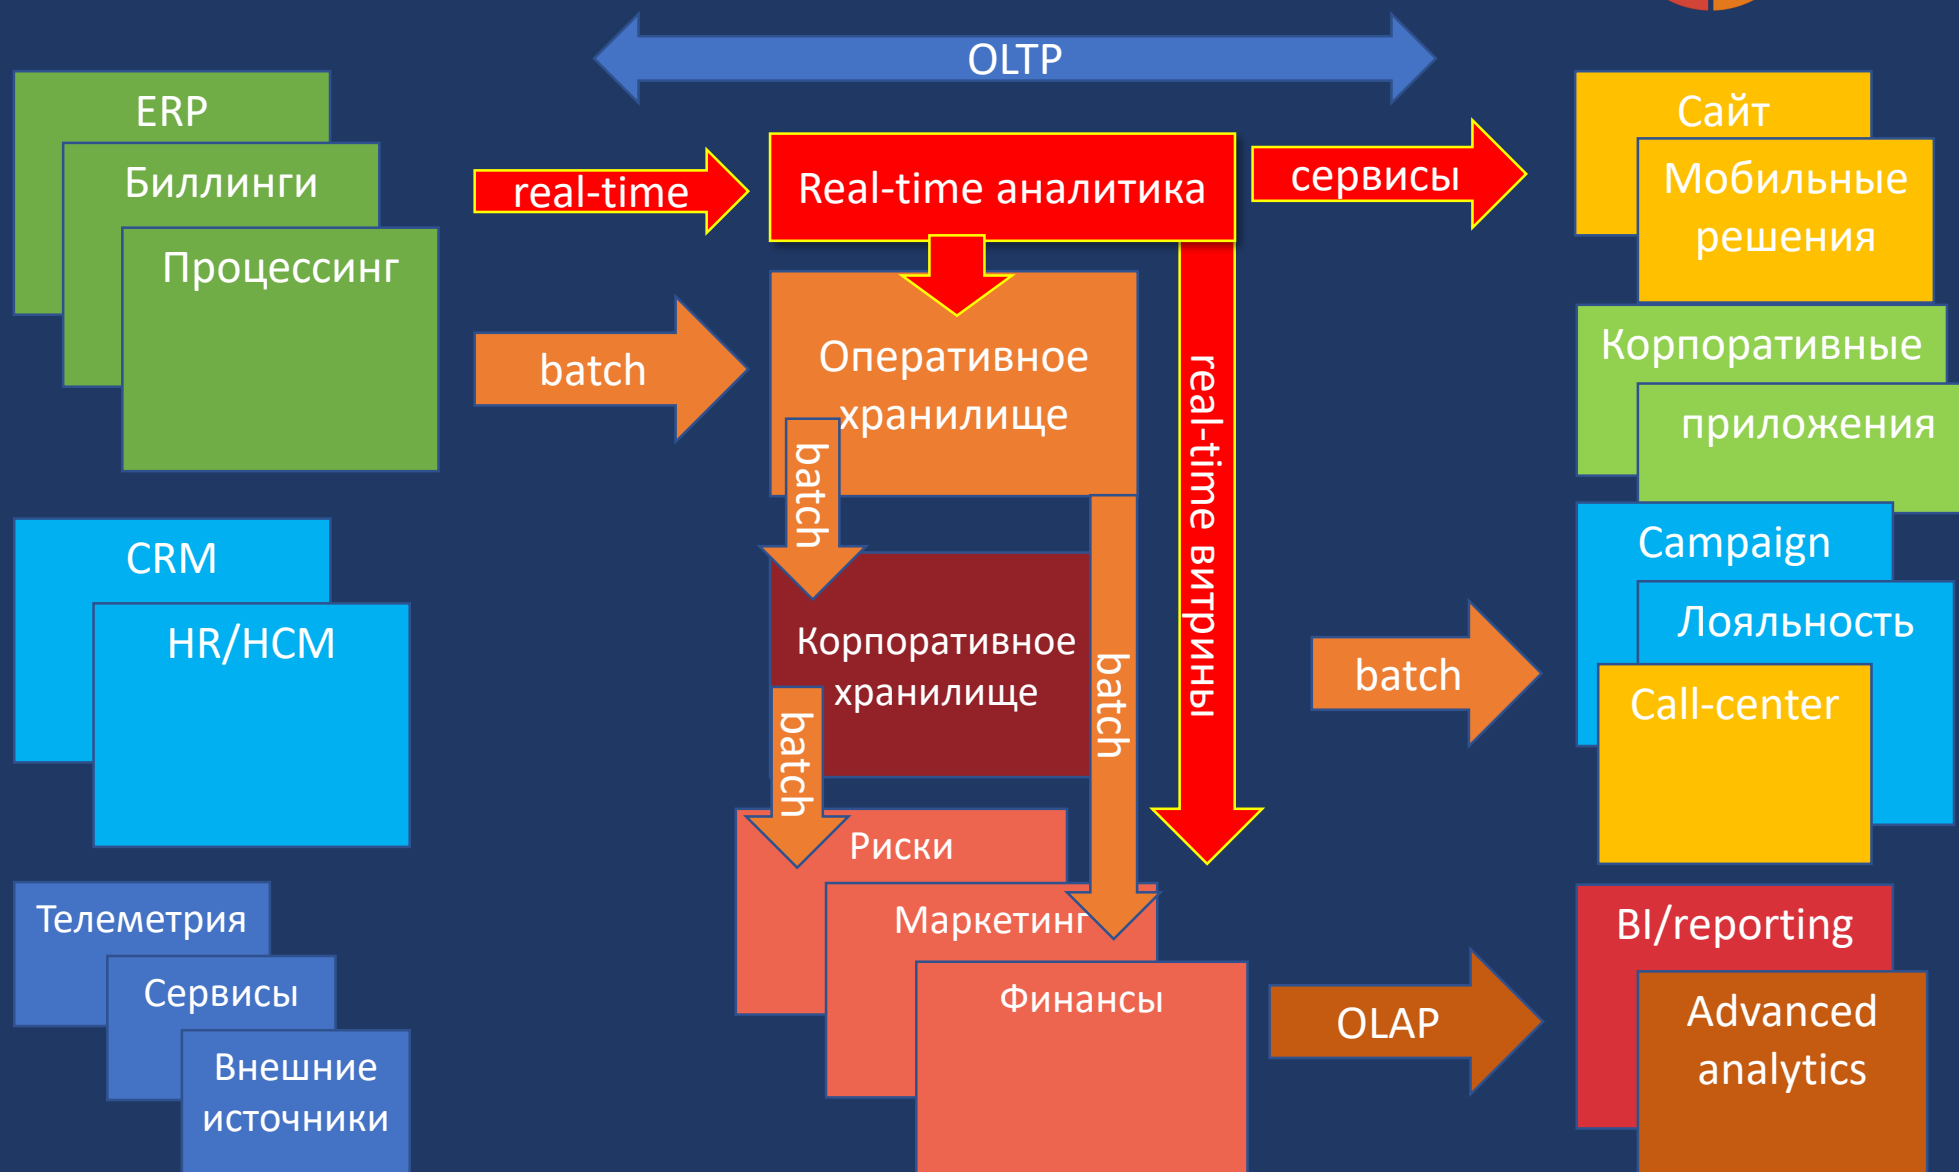 OLTP
ERP
Биллинги
Процессинг
CRM
HR/HCM
Телеметрия
Сервисы
Внешние
источники
real-time
batch
Real-time аналитика
Оперативное
хранилище
batch
Корпоративное
хранилище
batch
batch
real-time витрины
Риски
Маркетинг
Финансы
сервисы
batch
OLAP
Сайт
Мобильные
решения
Корпоративные
приложения
Campaign
Лояльность
Call-center
BI/reporting
Advanced
analytics